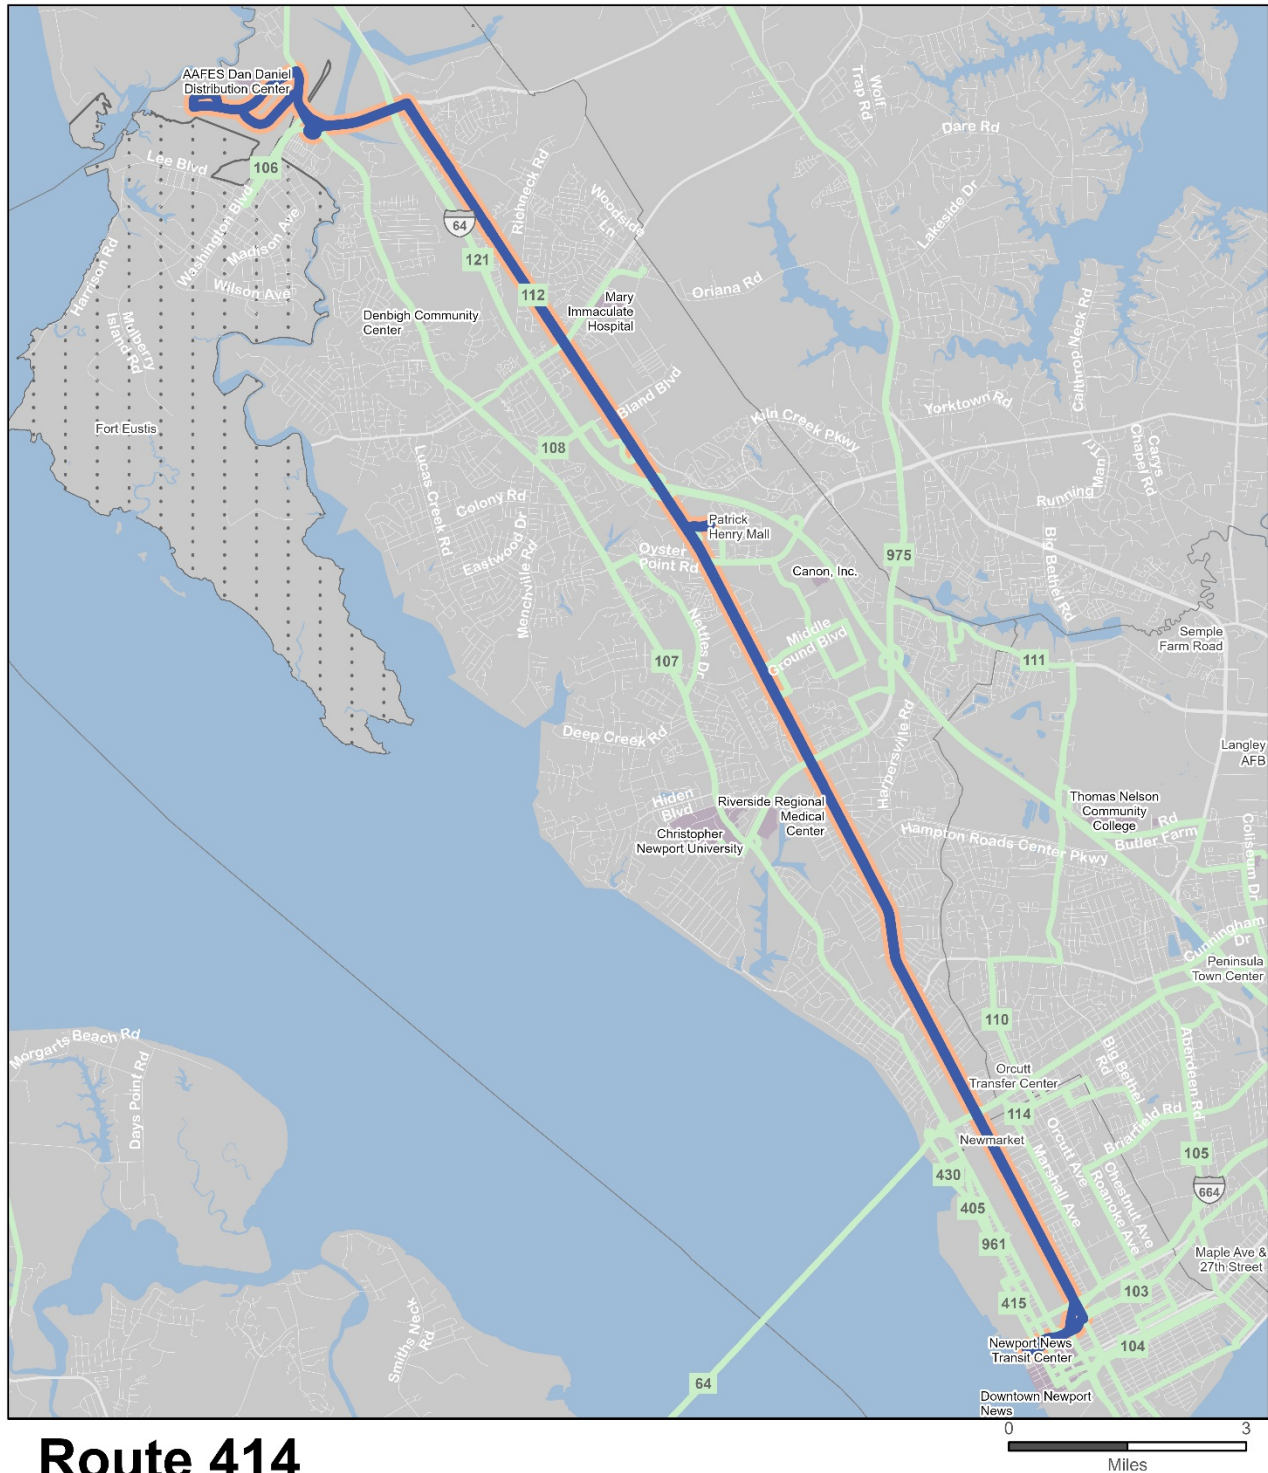 AAFES Dan Daniel
Distribution Center
Wolf
Trap Rd
Dare Rd
Lee Blvd
106
Richneck Rd
Woodside
Ln
Lakeside Dr
Washington Blvd
Madison Ave
64
Harrison Rd
121
Wilson Ave
112
Mary
Immaculate
Hospital
Oriana Rd
Mulberry
Island Rd
Denbigh Community
Center
Calthrop Neck Rd
Bland Blvd
Yorktown Rd
Kiln Creek Pkwy
Fort Eustis
108
Lucas Creek Rd
Carys
Chapel Rd
Running Man Trl
Colony Rd
Patrick
Henry Mall
Eastwood Dr
Menchville Rd
Oyster
Point Rd
975
Big Bethel Rd
Canon, Inc.
Nettles Dr
Middle
Ground Blvd
Semple
Farm Road
107
111
Deep Creek Rd
Harpersville Rd
Langley
AFB
Hiden
Blvd
Riverside Regional
Medical
Center
Thomas Nelson
Community
College
Christopher
Newport University
Hampton Roads Center Pkwy
Butler Farm
Rd
Coliseum Dr
Cunningham
Dr
Peninsula
Town Center
110
Morgarts Beach Rd
Days Point Rd
Big Bethel
Rd
Aberdeen Rd
Orcutt
Transfer Center
114
Briarfield Rd
Newmarket
Orcutt Ave
105
430
Marshall Ave
Chestnut Ave
Roanoke Ave
664
405
961
Maple Ave &
27th Street
415
103
Smiths Neck
Rd
Newport News
Transit Center
104
64
Downtown Newport
News
0 3
Miles
Route 414